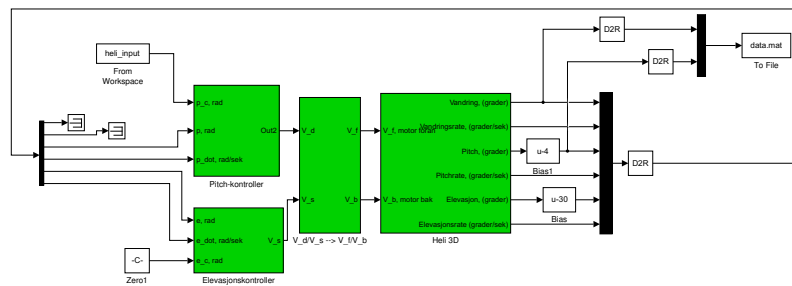 D2R
heli_input
From
Workspace
D2R
data.mat
To File
p_c, rad
p, rad
p_dot, rad/sek
Out2
Pitch-kontroller
V_d
V_s
V_f
V_b
V_d/V_s --> V_f/V_b
V_f, motor foran
V_b, motor bak
Vandring, (grader)
Vandringsrate, (grader/sek)
Pitch, (grader)
Pitchrate, (grader/sek)
Elevasjon, (grader)
Elevasjonsrate (grader/sek)
Heli 3D
u-4
Bias1
u-30
Bias
D2R
e, rad
e_dot, rad/sek
e_c, rad
V_s
Elevasjonskontroller
-C-
Zero1